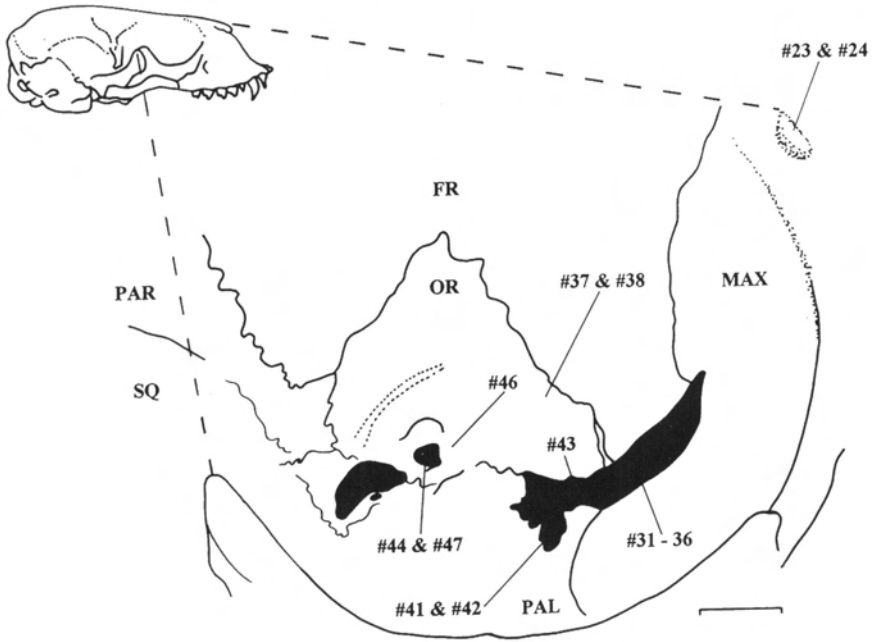 #23 & #24
FR
PAR
OR
#37 & #38
MAX
SQ
#46
#43
#44 & #47
#31 - 36
#41 & #42
PAL